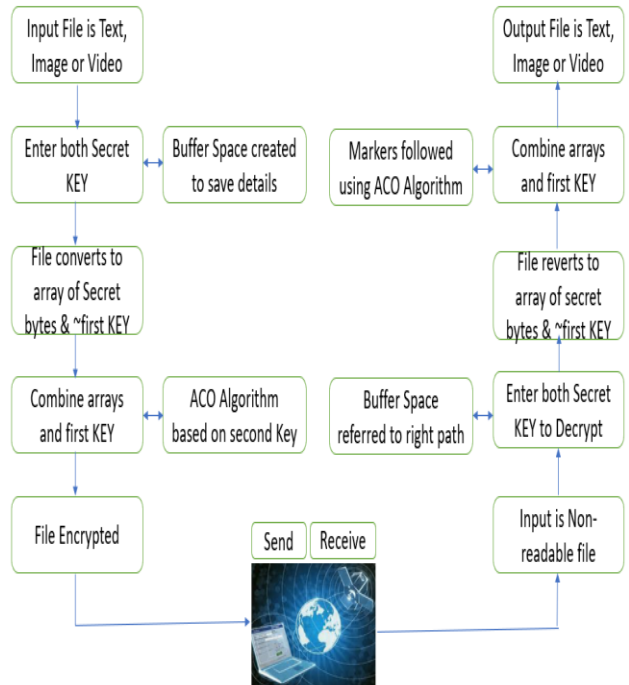 Input File is Text,
Image or Video
Enter both Secret
KEY
Buffer Space created
to save details
File converts to
array of Secret
bytes & ~first KEY
Combine arrays
and first KEY
ACO Algorithm
based on second Key
File Encrypted
Send
Receive
Input is Non-
readable file
Enter both Secret
KEY to Decrypt
Buffer Space
referred to right path
File reverts to
array of secret
bytes & ~first KEY
Combine arrays
and first KEY
Markers followed
using ACO Algorithm
Output File is Text,
Image or Video